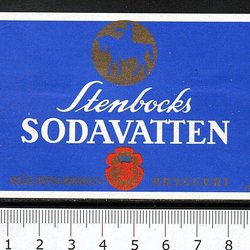 Stenbocks
SODAVATTEN
BRYGGERI
1 2 3 4 5 6 7 8